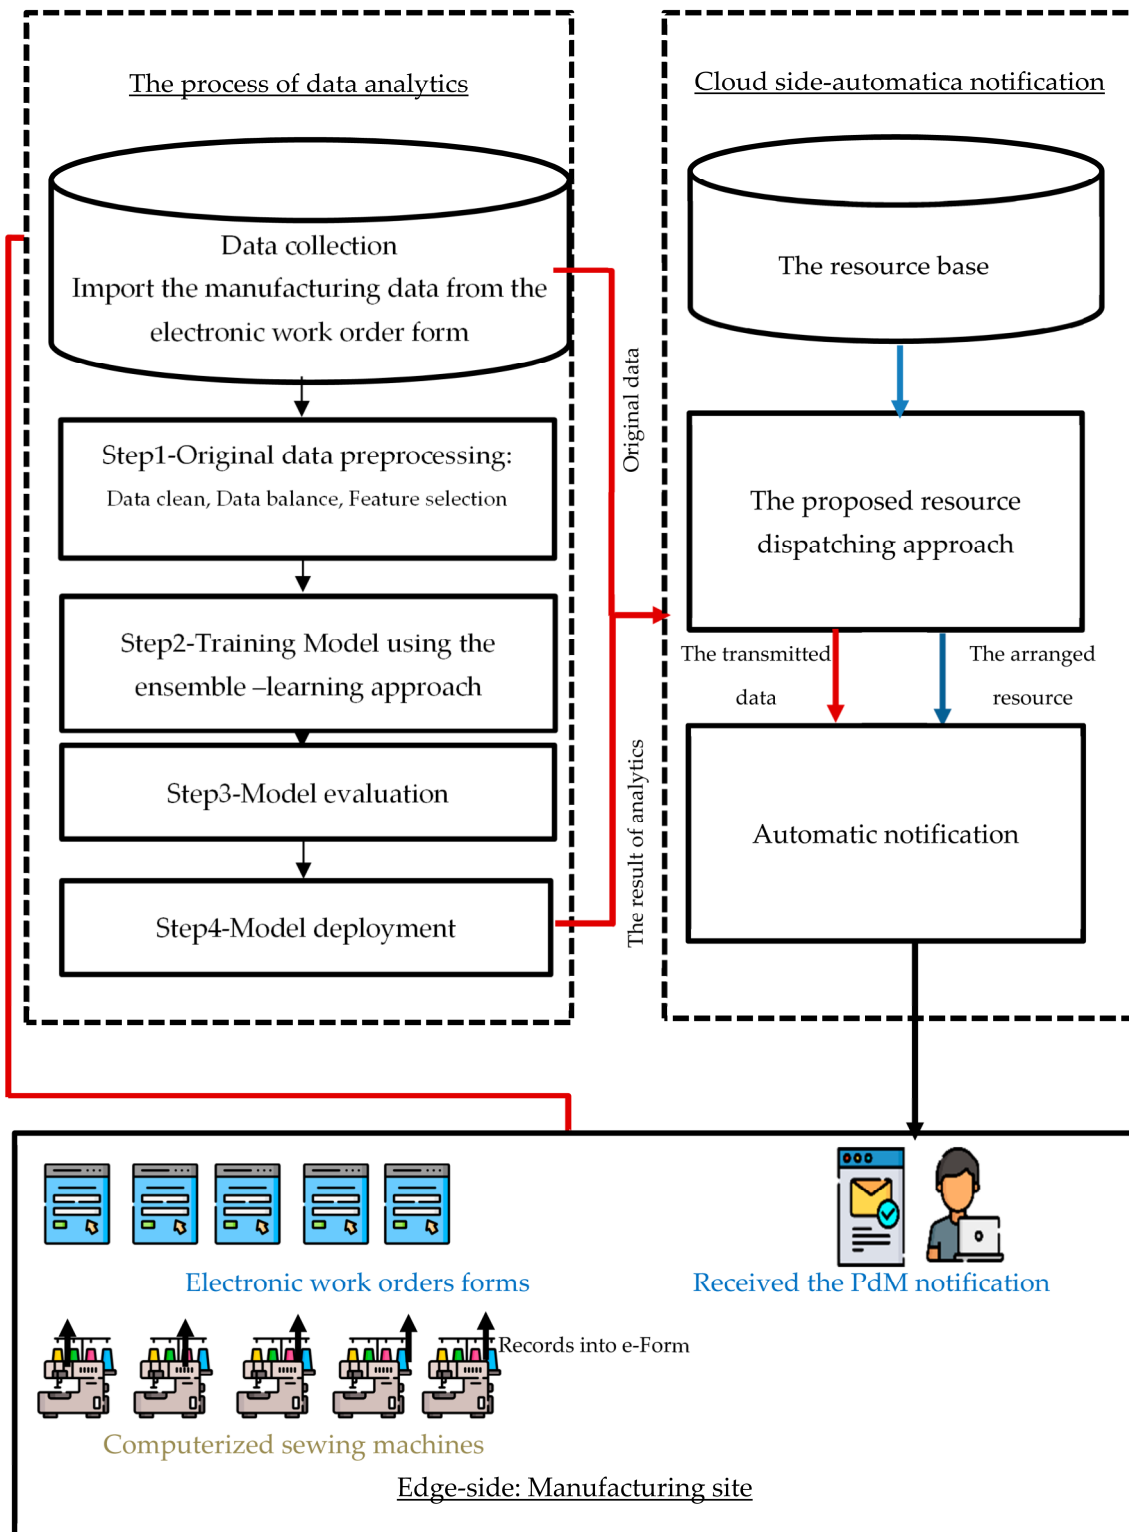 The process of data analytics
Data collection
Import the manufacturing data from the
electronic work order form
Step1-Original data preprocessing:
Data clean, Data balance, Feature selection
Step2-Training Model using the
ensemble –learning approach
Step3-Model evaluation
Step4-Model deployment
Original data
The result of analytics
Cloud side-automatica notification
The resource base
The proposed resource
dispatching approach
The transmitted
data
The arranged
resource
Automatic notification
Electronic work orders forms
Received the PdM notification
Records into e-Form
Computerized sewing machines
Edge-side: Manufacturing site